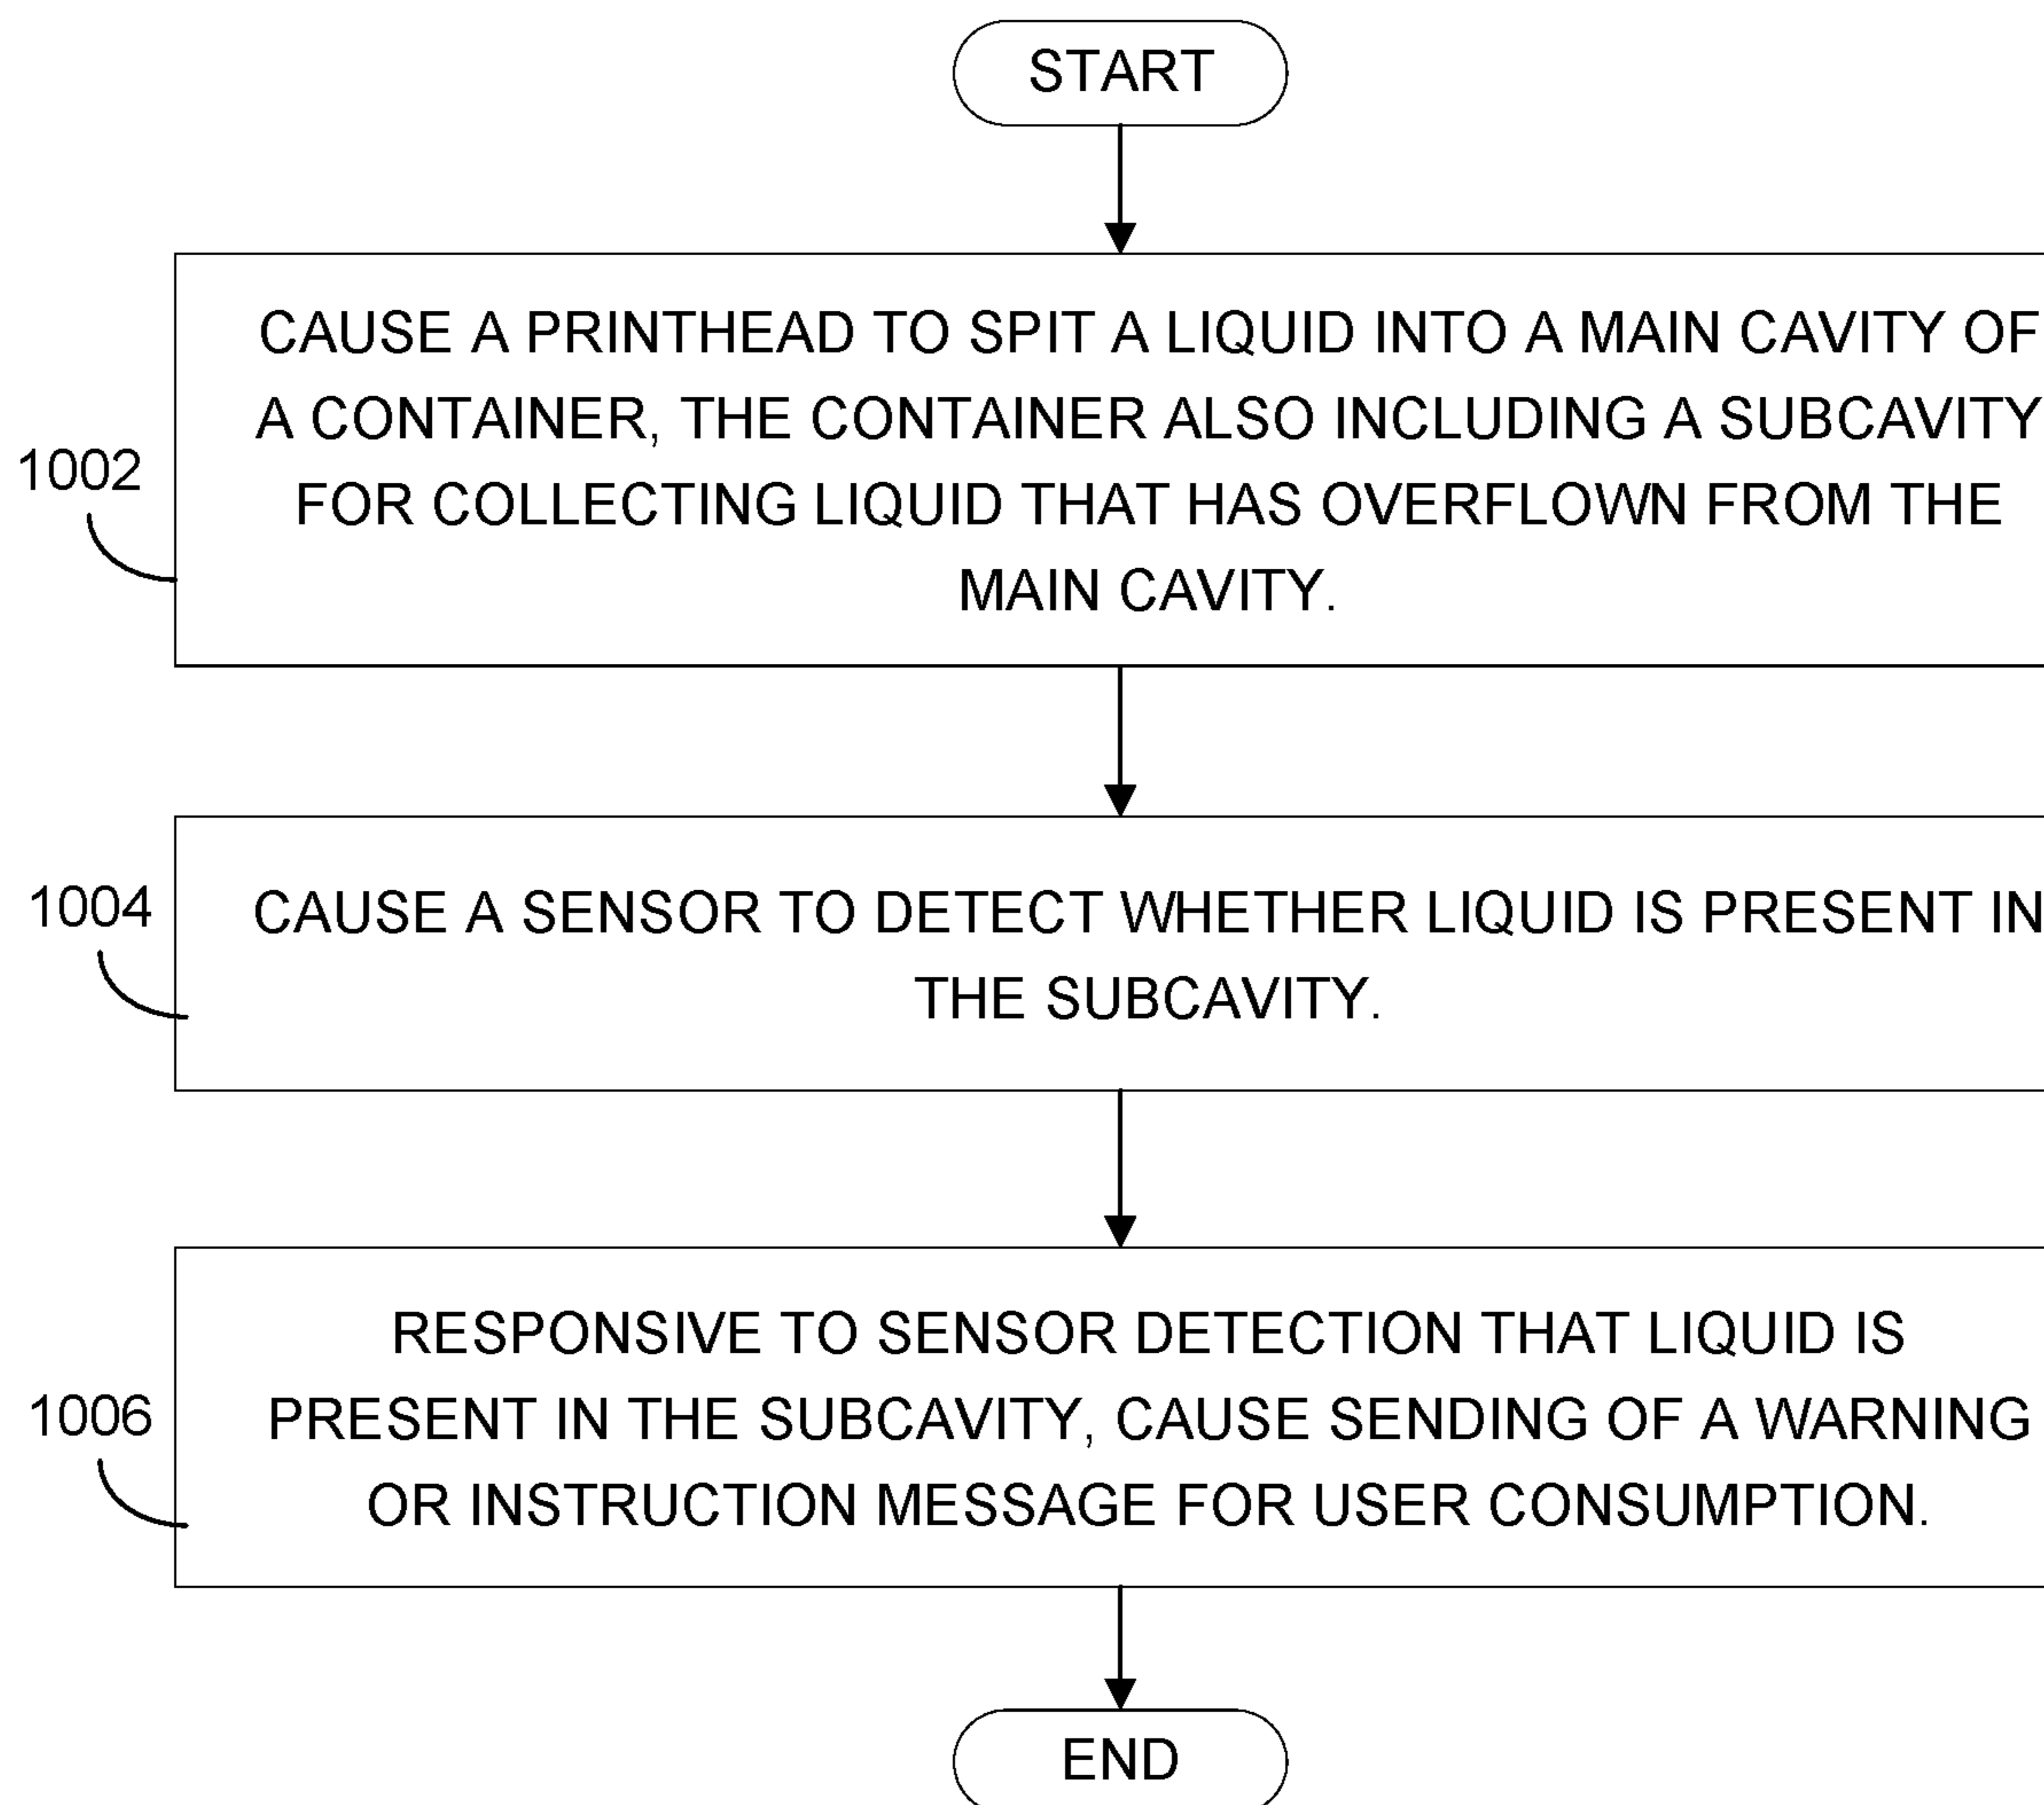 START
CAUSE A PRINTHEAD TO SPIT A LIQUID INTO A MAIN CAVITY OF
A CONTAINER, THE CONTAINER ALSO INCLUDING A SUBCAVITY
1002
FOR COLLECTING LIQUID THAT HAS OVERFLOWN FROM THE
MAIN CAVITY.
1004
CAUSE A SENSOR TO DETECT WHETHER LIQUID IS PRESENT IN
THE SUBCAVITY.
RESPONSIVE TO SENSOR DETECTION THAT LIQUID IS
1006
PRESENT IN THE SUBCAVITY, CAUSE SENDING OF A WARNING
OR INSTRUCTION MESSAGE FOR USER CONSUMPTION.
END